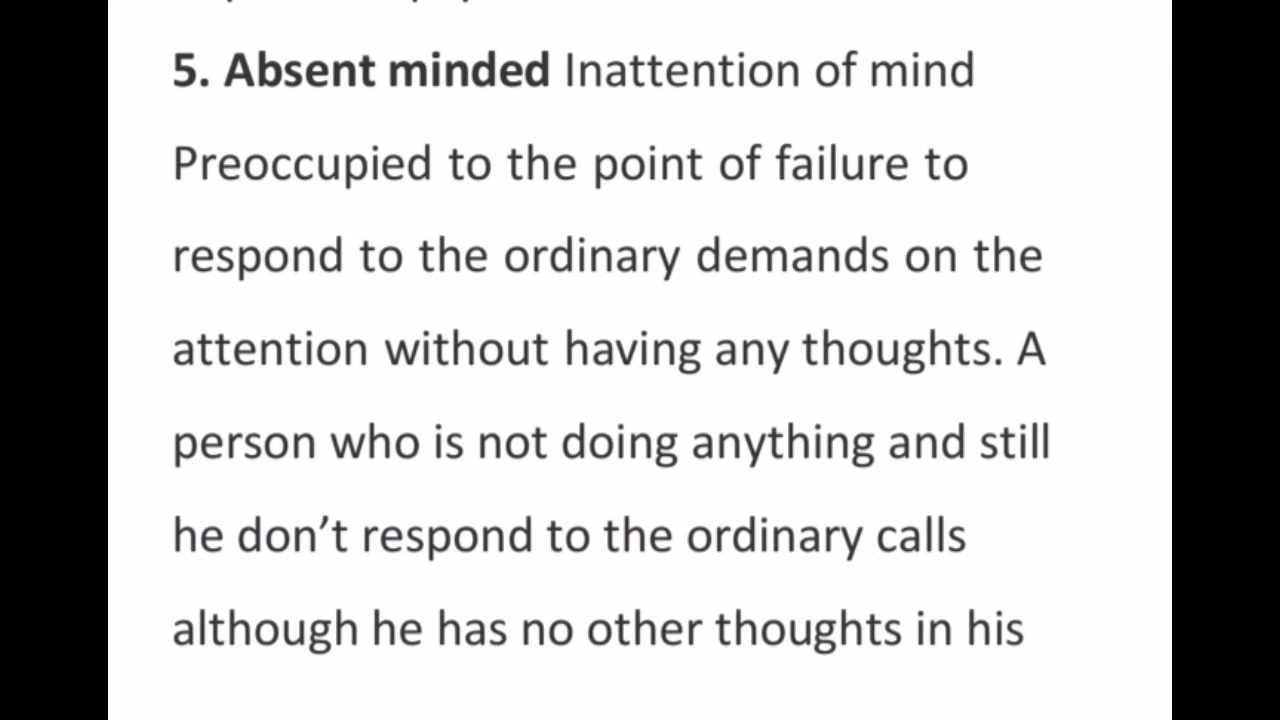 5. Absent minded Inattention of mind
Preoccupied to the point of failure to
respond to the ordinary demands on the
attention without having any thoughts. A
person who is not doing anything and still
he don’t respond to the ordinary calls
although he has no other thoughts in his